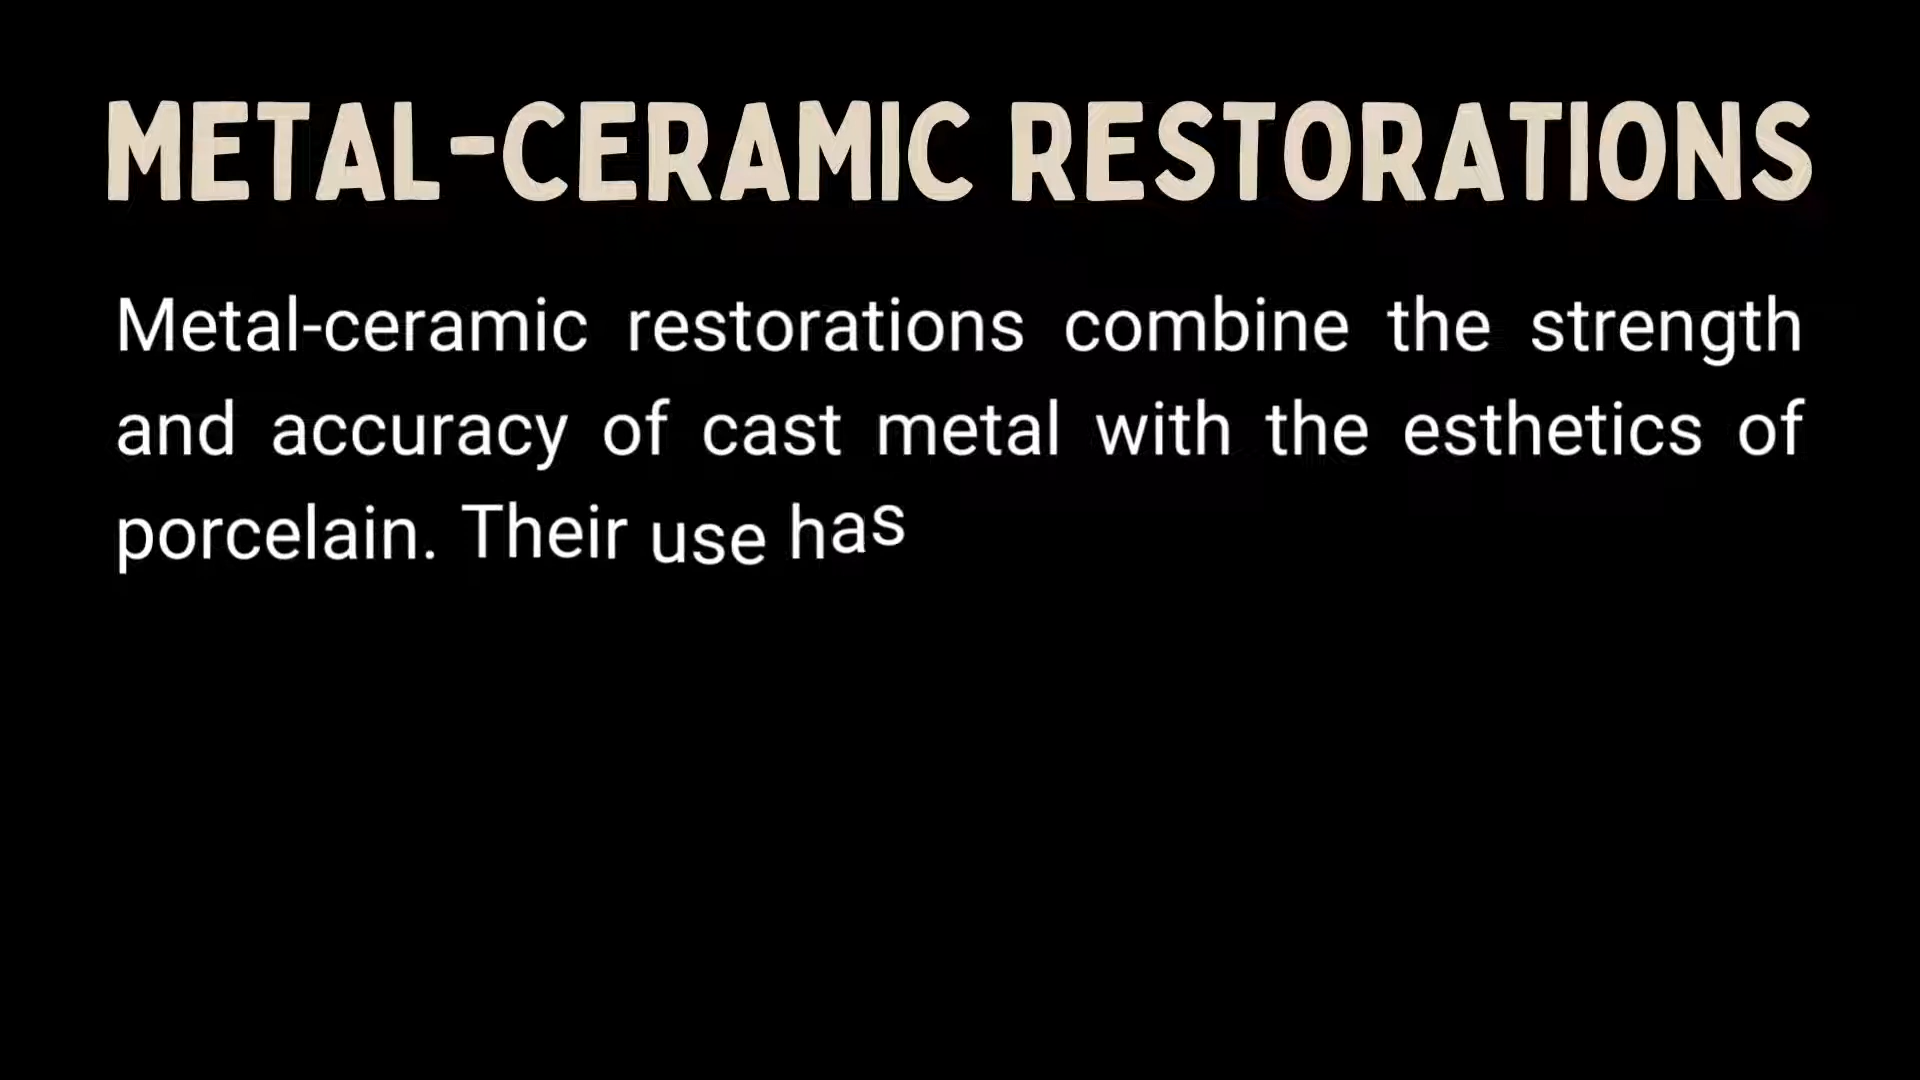 METAL-CERAMIC RESTORATIONS
Metal-ceramic restorations combine the strength
and accuracy of cast metal with the esthetics of
porcelain. Their use has